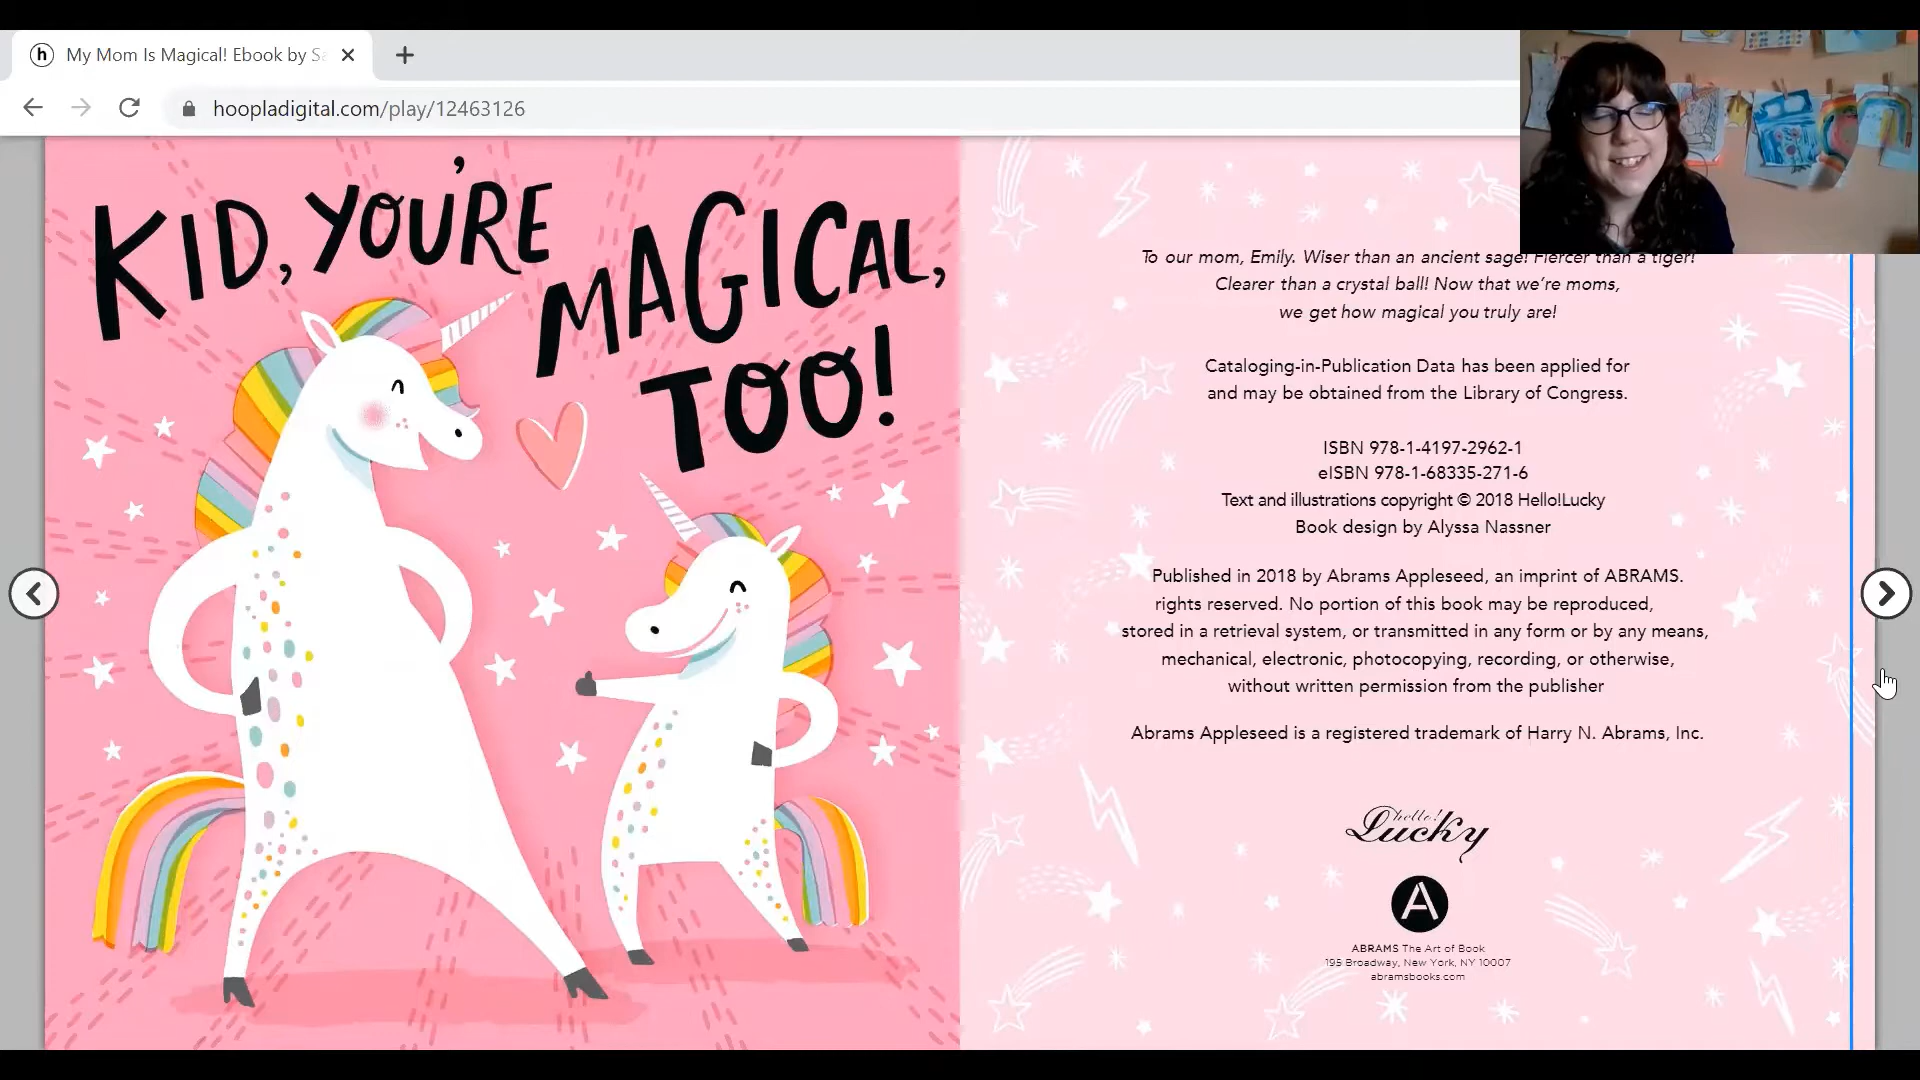 My Mom Is Magical! Ebook by Sa
hoopladigital.com/play/12463126
KID, YOU'RE
MAGICAL,
TOO!
To our mom, Emily. Wiser than an ancient sage! Fiercer than a tiger!
Clearer than a crystal ball! Now that we're moms,
we get how magical you truly are!
Cataloging-in-Publication Data has been applied for
and may be obtained from the Library of Congress.
ISBN 978-1-4197-2962-1
eISBN 978-1-68335-271-6
Text and illustrations copyright © 2018 Hello!Lucky
Book design by Alyssa Nassner
Published in 2018 by Abrams Appleseed, an imprint of ABRAMS.
rights reserved. No portion of this book may be reproduced,
stored in a retrieval system, or transmitted in any form or by any means,
mechanical, electronic, photocopying, recording, or otherwise,
without written permission from the publisher
Abrams Appleseed is a registered trademark of Harry N. Abrams, Inc.
hello!
Lucky
A
ABRAMS The Art of Book
195 Broadway, New York, NY 10007
abramsbooks.com